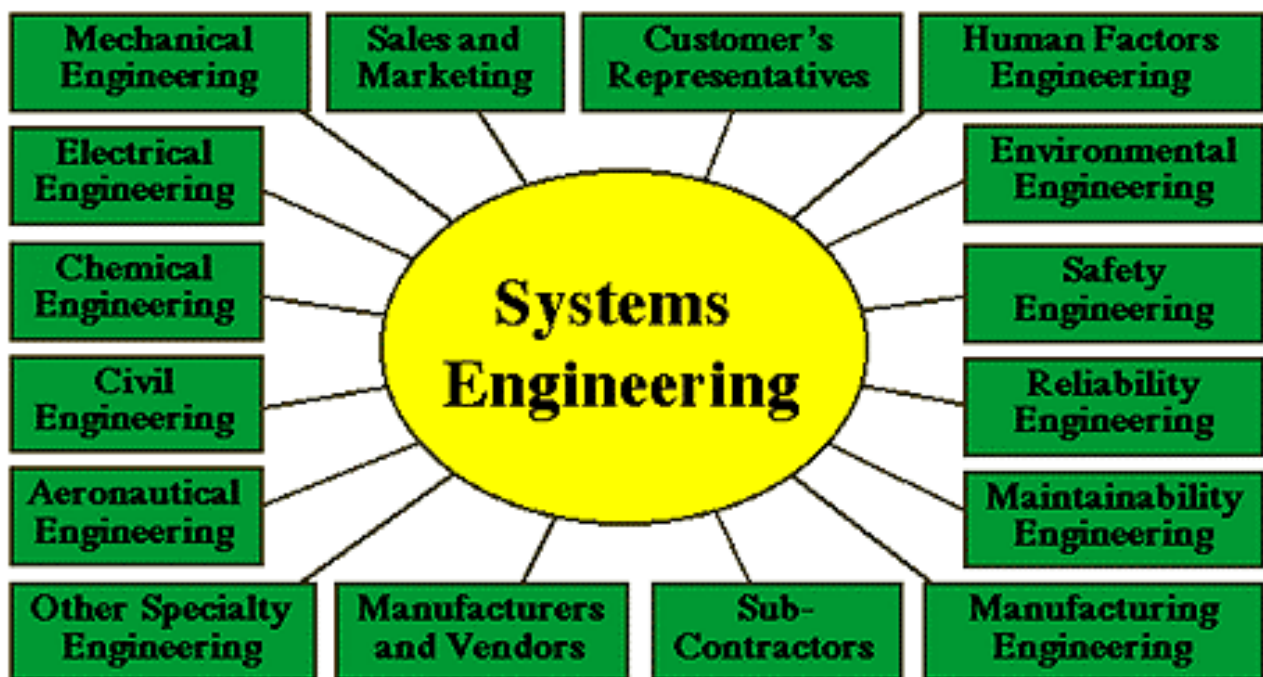 Mechanical
Engineering
Sales and
Marketing
Customer's
Representatives
Human Factors
Engineering
Electrical
Engineering
Environmental
Engineering
Chemical
Engineering
Safety
Engineering
Systems
Engineering
Civil
Engineering
Reliability
Engineering
Aeronautical
Engineering
Maintainability
Engineering
Other Specialty
Engineering
Manufacturers
and Vendors
Sub-
Contractors
Manufacturing
Engineering